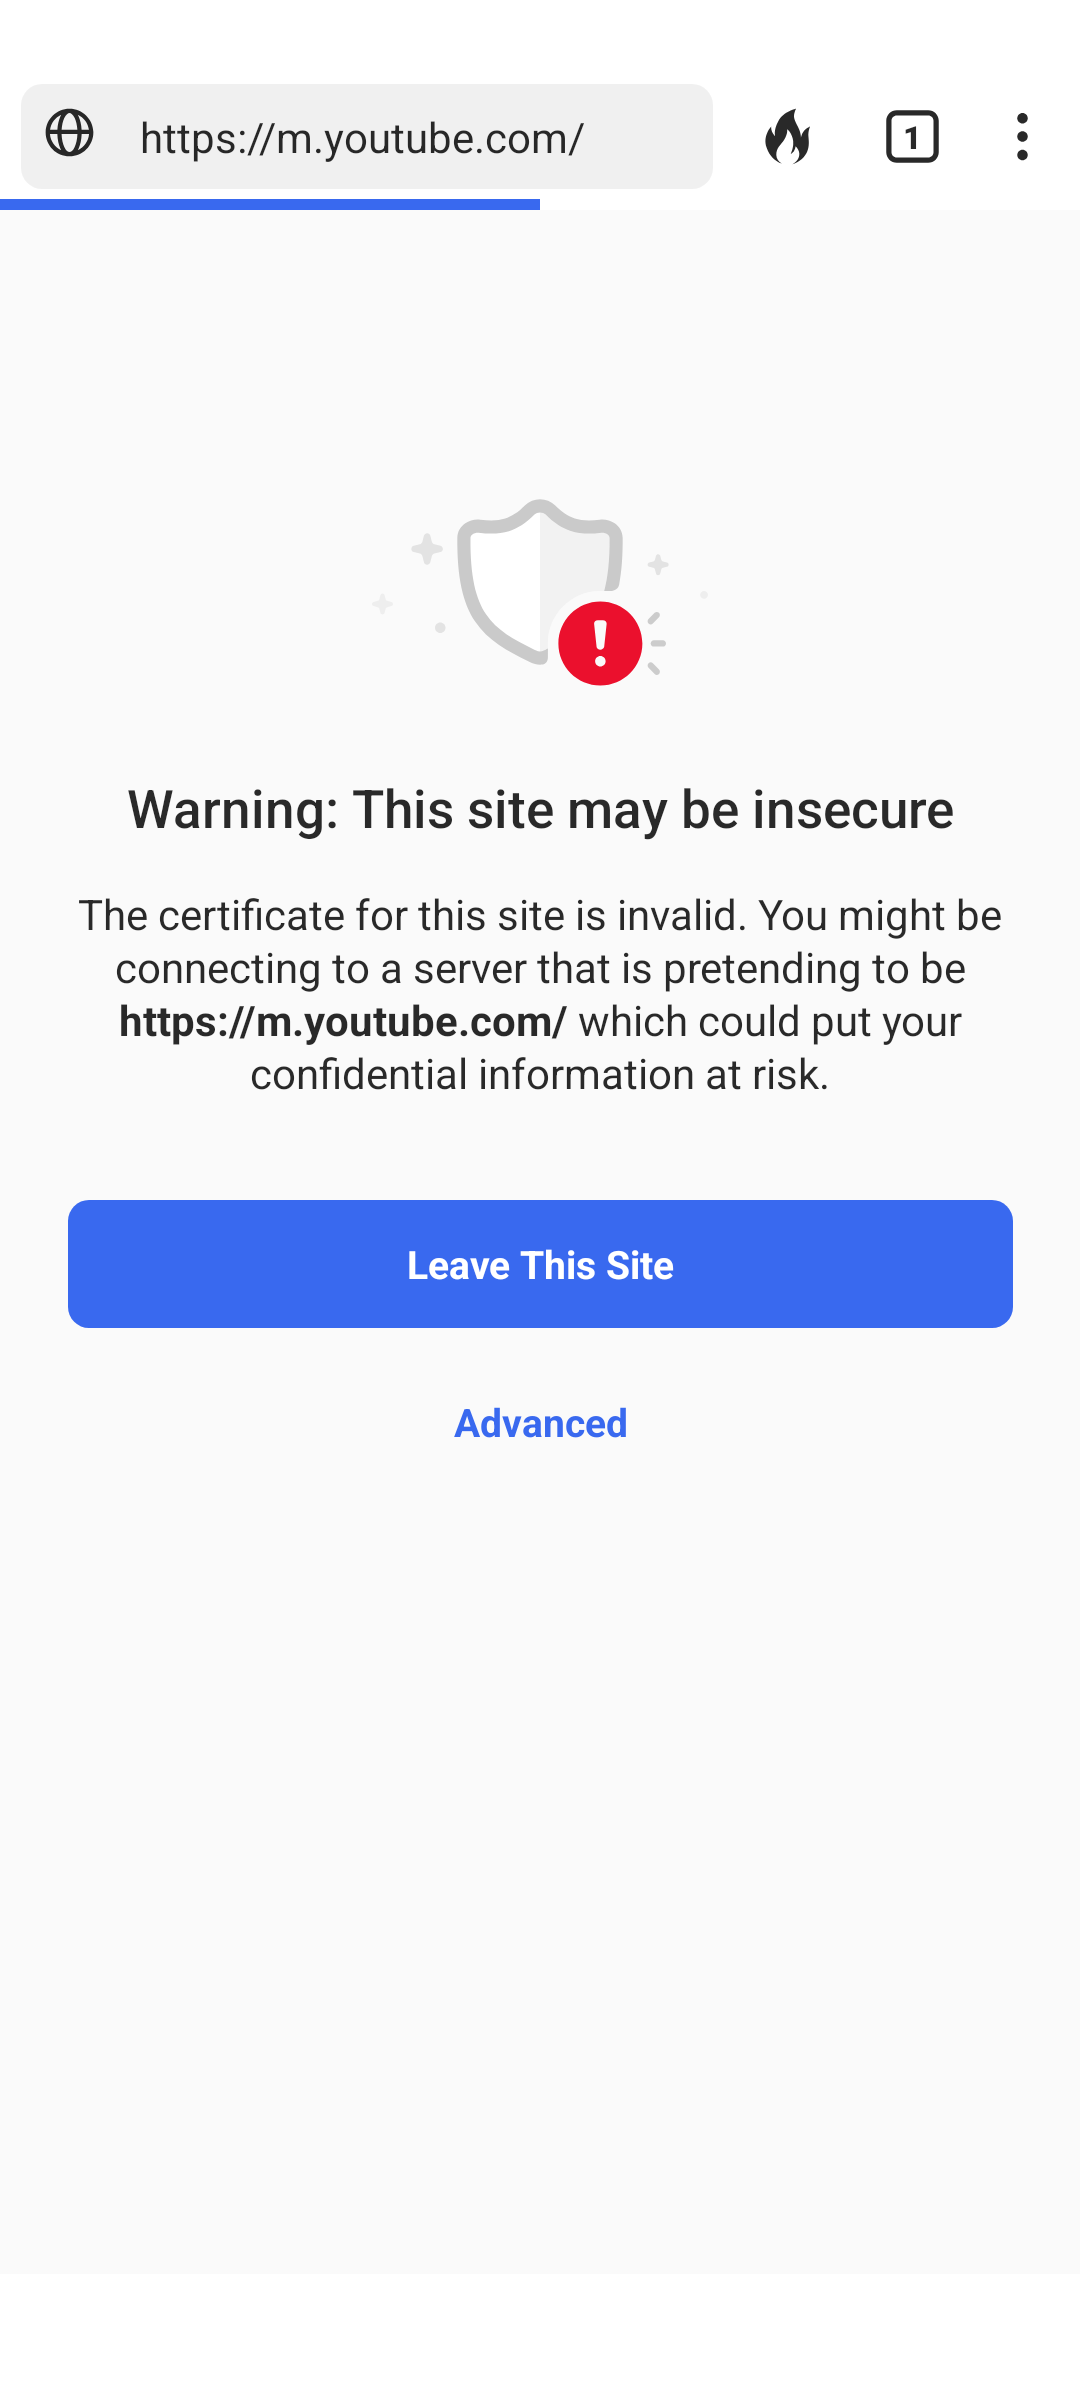 https://m.youtube.com/
1
Warning: This site may be insecure
The certificate for this site is invalid. You might be
connecting to a server that is pretending to be
https://m.youtube.com/ which could put your
confidential information at risk.
Leave This Site
Advanced